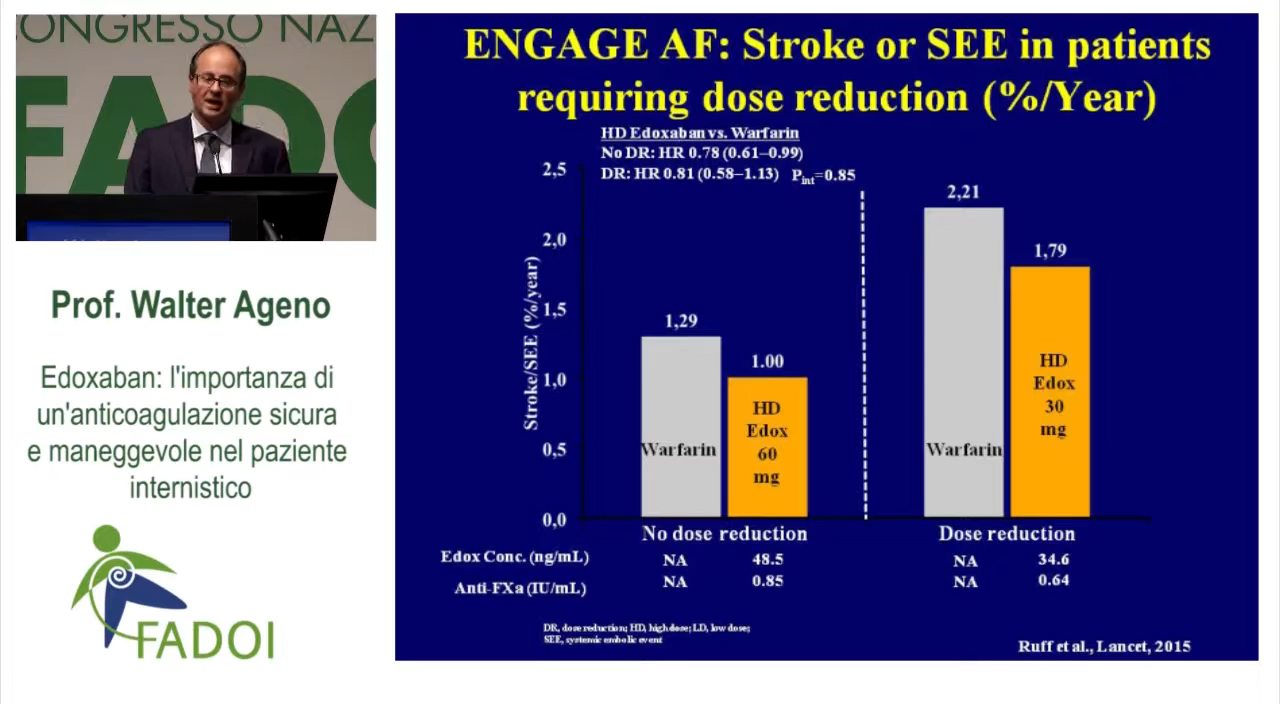 CONGRESSO NAZ
FADO
Prof. Walter Ageno
Edoxaban: l'importanza di
un'anticoagulazione sicura
e maneggevole nel paziente
internistico
FADOI
ENGAGE AF: Stroke or SEE in patients
requiring dose reduction (%/Year)
HD Edoxaban vs. Warfarin
No DR: HR 0.78 (0.61–0.99)
DR: HR 0.81 (0.58–1.13) Pint=0.85
Stroke/SEE (%/year)
2,5
2,0
1,5
1,0
0,5
0,0
1,29
Warfarin
1.00
HD
Edox
60
mg
2,21
Warfarin
1,79
HD
Edox
30
mg
No dose reduction
Dose reduction
Edox Conc. (ng/mL) NA 48.5 NA 34.6
Anti-FXa (IU/mL) NA 0.85 NA 0.64
DR, dose reduction; HD, high dose; LD, low dose;
SEE, systemic embolic event
Ruff et al., Lancet, 2015